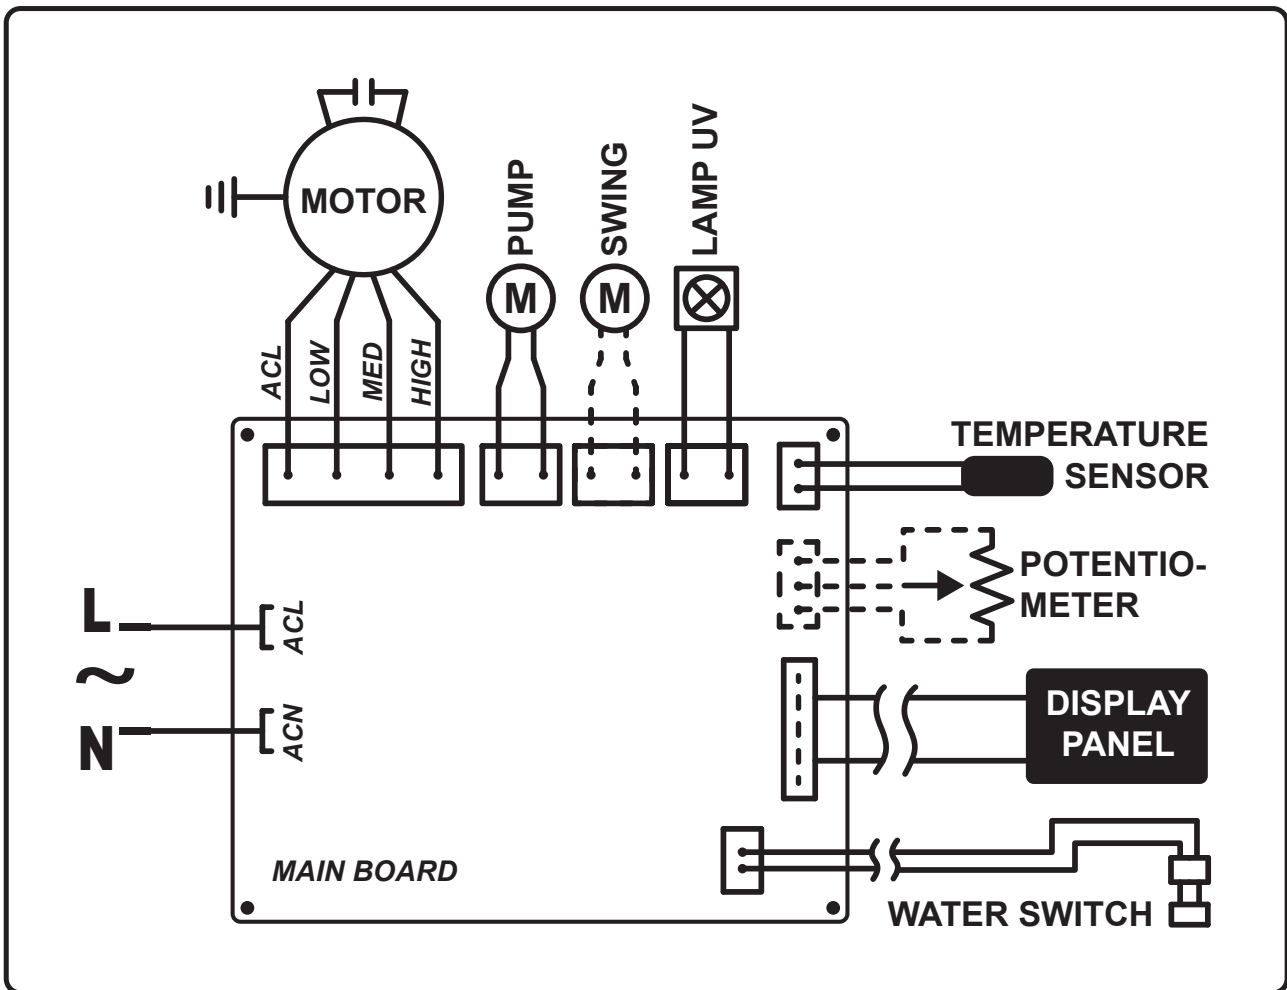 MOTOR
PUMP
SWING
LAMP UV
M
M
ACL
LOW
MED
HIGH
TEMPERATURE
SENSOR
POTENTIO-
METER
L
~
N
ACL
ACN
DISPLAY
PANEL
MAIN BOARD
WATER SWITCH